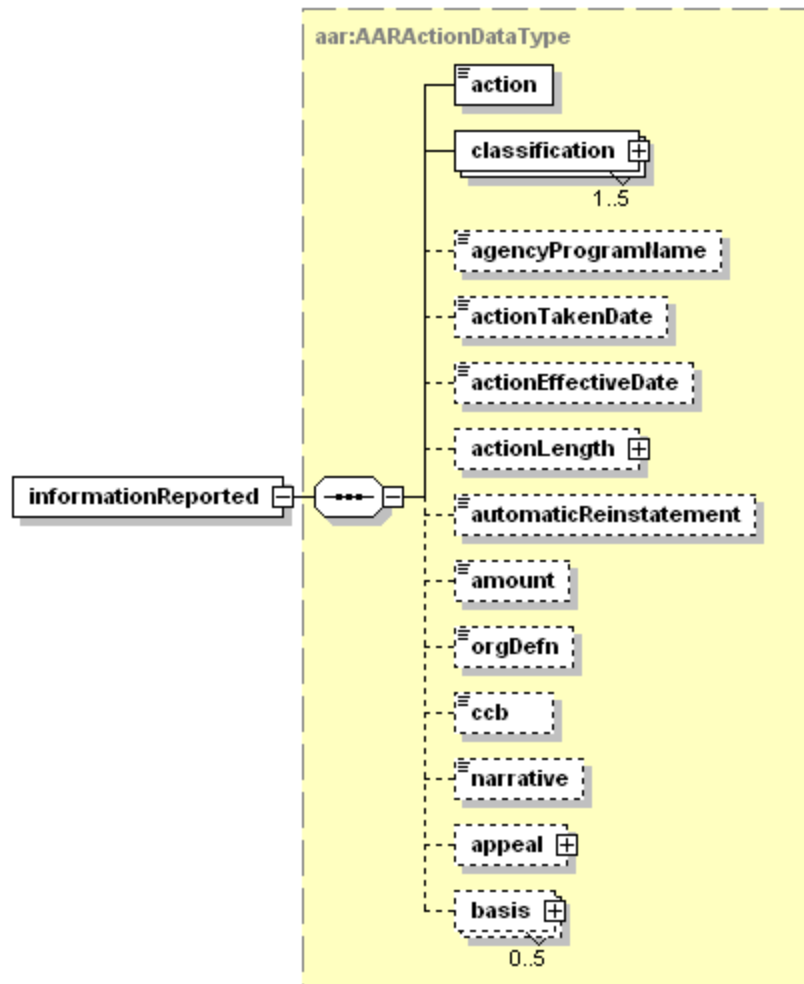 aar:AARActionDataType
action
classification
1..5
agencyProgramName
actionTakenDate
actionEffectiveDate
actionLength
informationReported
automaticReinstatement
amount
orgDefn
ccb
narrative
appeal
basis
0..5